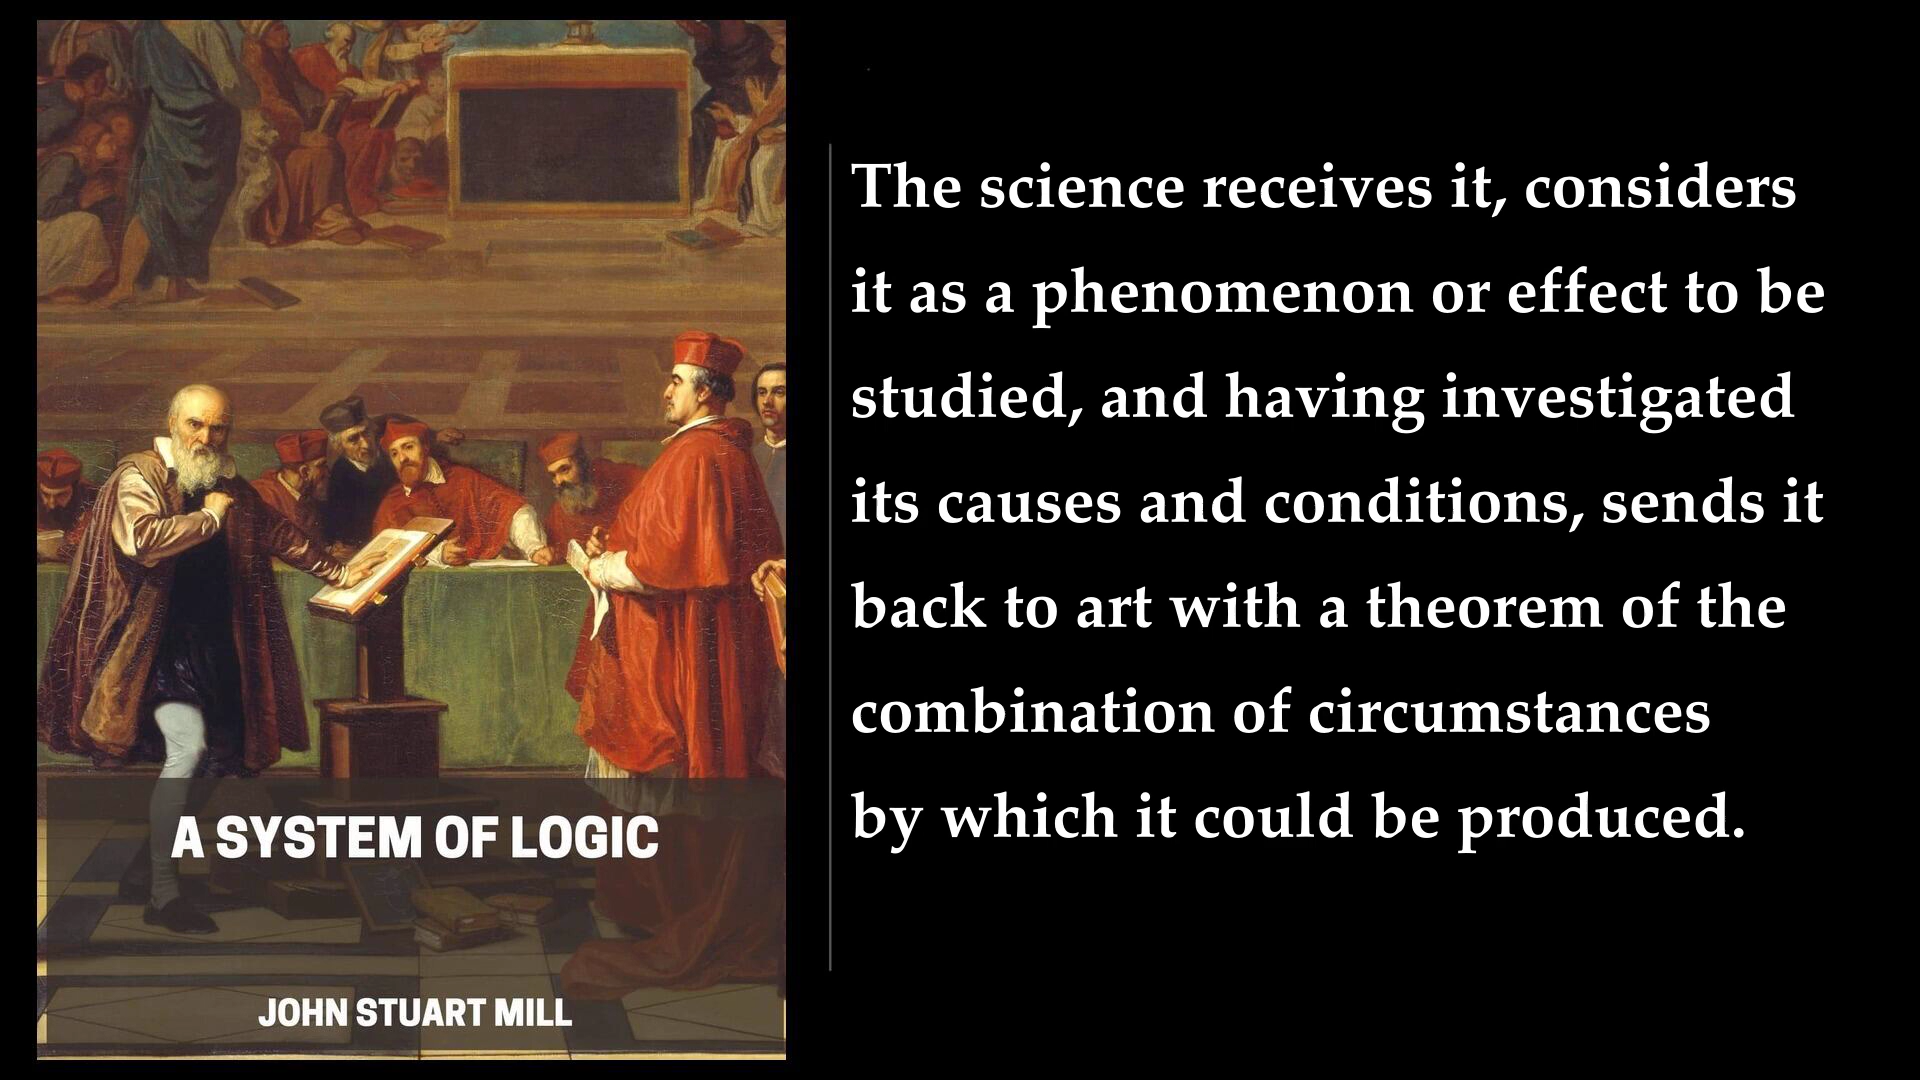 A SYSTEM OF LOGIC
JOHN STUART MILL
The science receives it, considers
it as a phenomenon or effect to be
studied, and having investigated
its causes and conditions, sends it
back to art with a theorem of the
combination of circumstances
by which it could be produced.